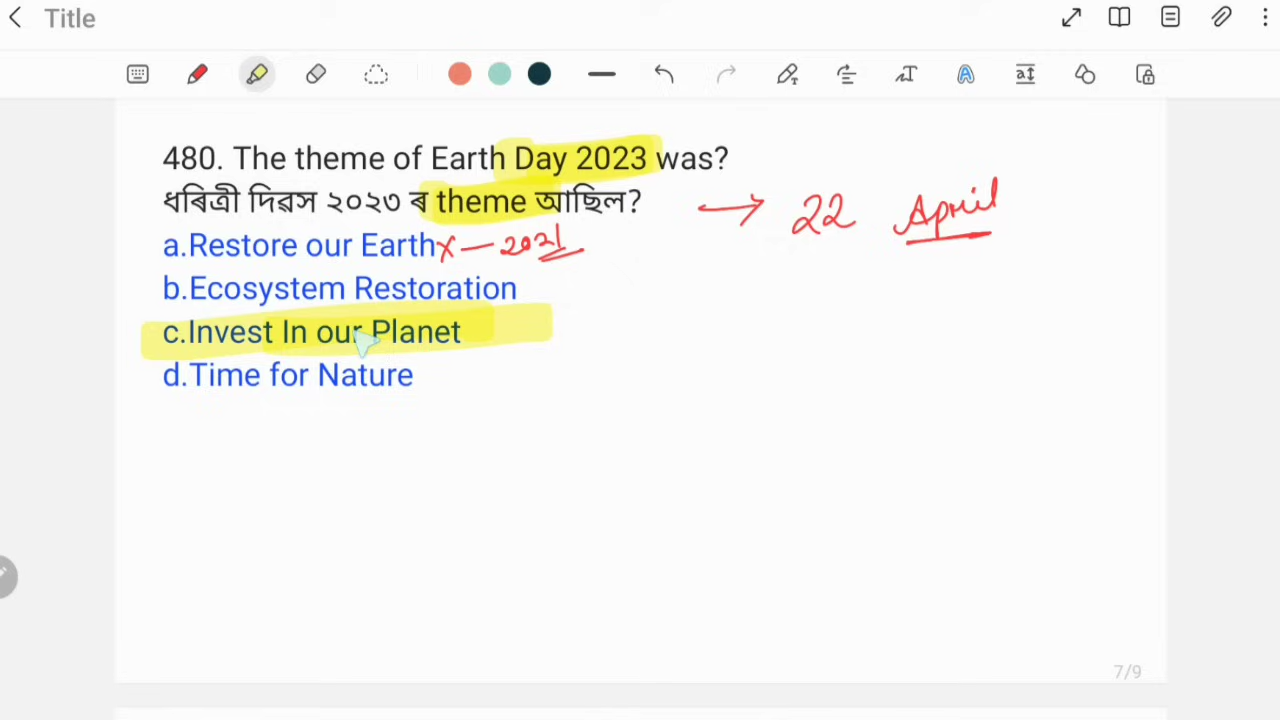 Title
480. The theme of Earth Day 2023 was?
ধৰিত্ৰী দিৱস ২০২৩ ৰ theme আছিল?
→ 22 April
a.Restore our Earth x — 2021
b.Ecosystem Restoration
c.Invest In our Planet
d.Time for Nature
7/9